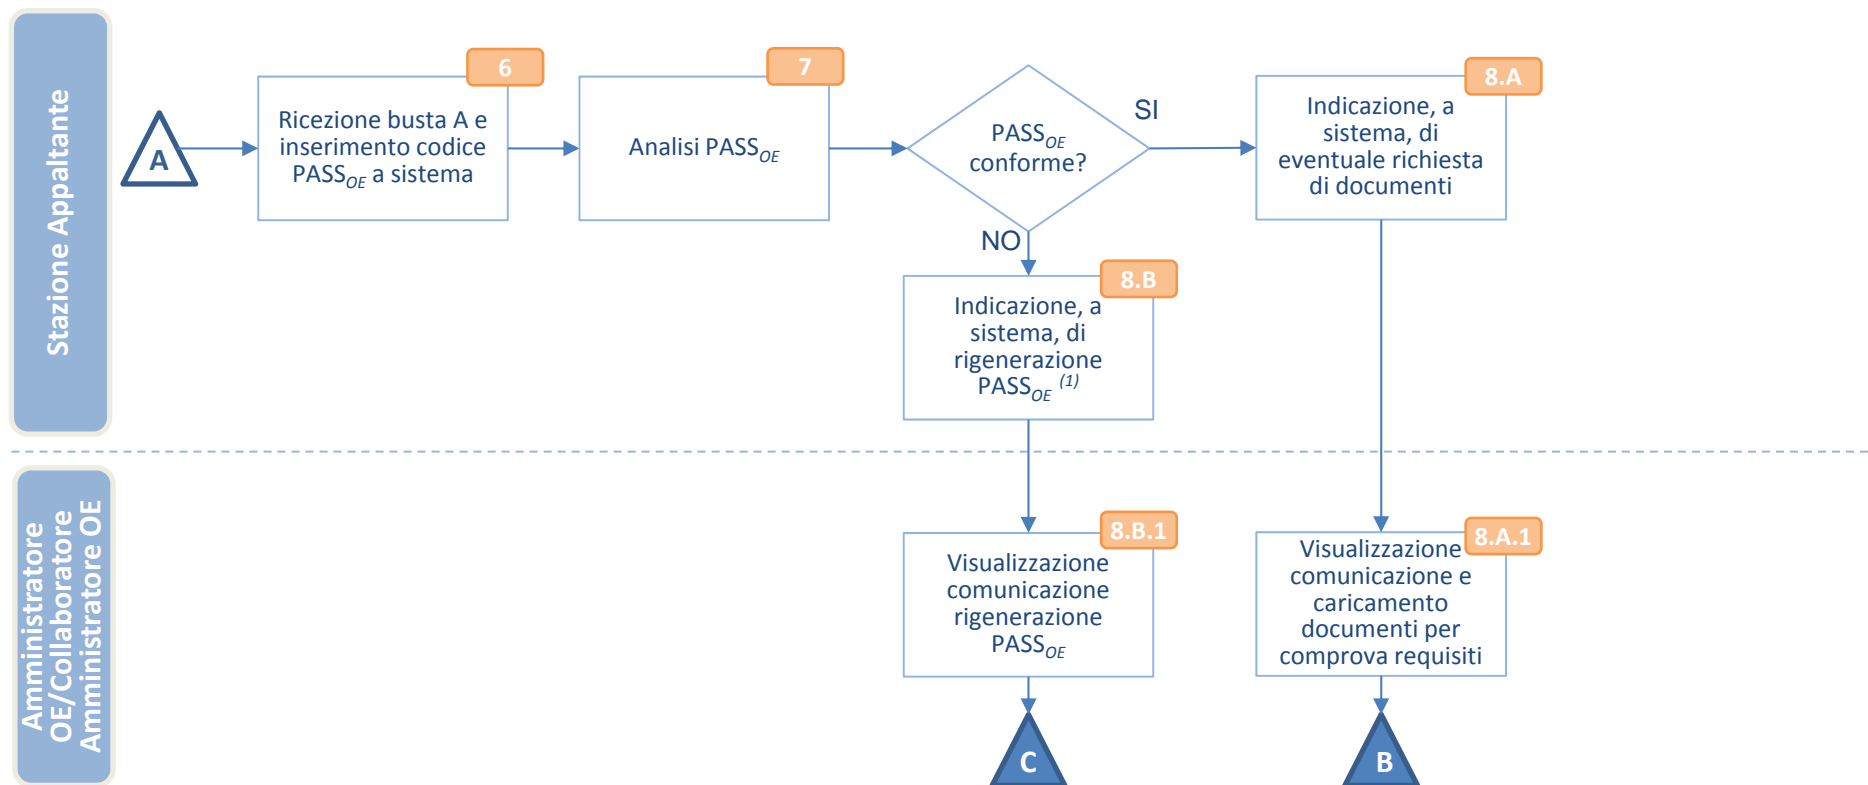 Stazione Appaltante
A
6
Ricezione busta A e
inserimento codice
PASSOE a sistema
7
Analisi PASSOE
PASSOE
conforme?
SI
NO
8.A
Indicazione, a
sistema, di
eventuale richiesta
di documenti
8.B
Indicazione, a
sistema, di
rigenerazione
PASSOE (1)
Amministratore
OE/Collaboratore
Amministratore OE
8.B.1
Visualizzazione
comunicazione
rigenerazione
PASSOE
8.A.1
Visualizzazione
comunicazione e
caricamento
documenti per
comprova requisiti
C
B